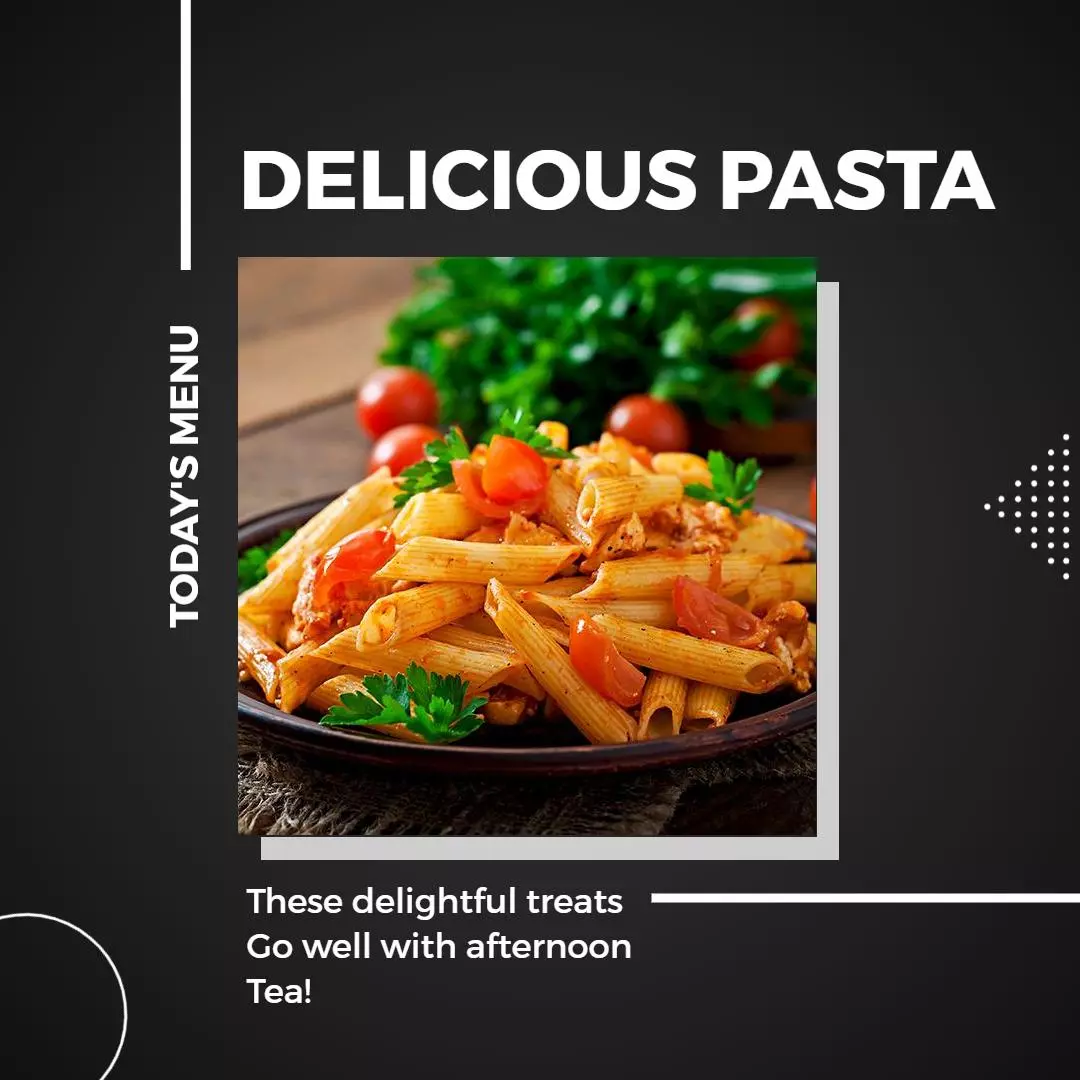 DELICIOUS PASTA
TODAY'S MENU
These delightful treats
Go well with afternoon
Tea!